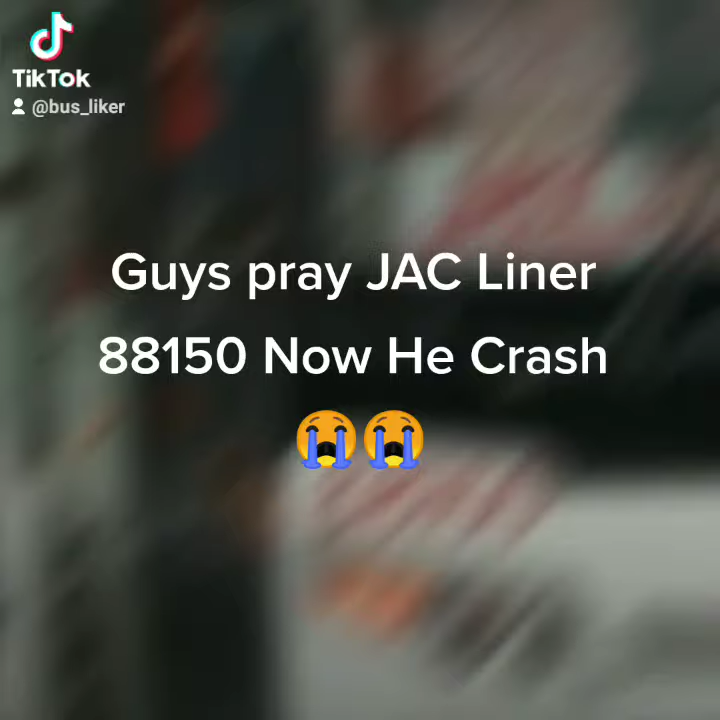 TikTok
@bus_liker
Guys pray JAC Liner
88150 Now He Crash
😭😭